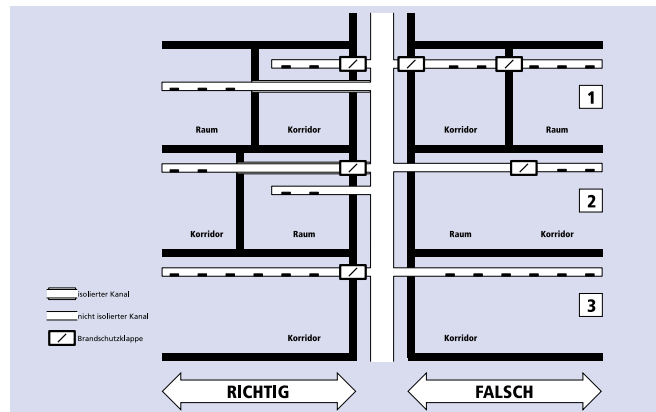 1
Raum Korridor Korridor Raum
2
Korridor Raum Raum Korridor
3
isolierter Kanal
nicht isolierter Kanal
Brandschutzklappe
Korridor Korridor
RICHTIG FALSCH